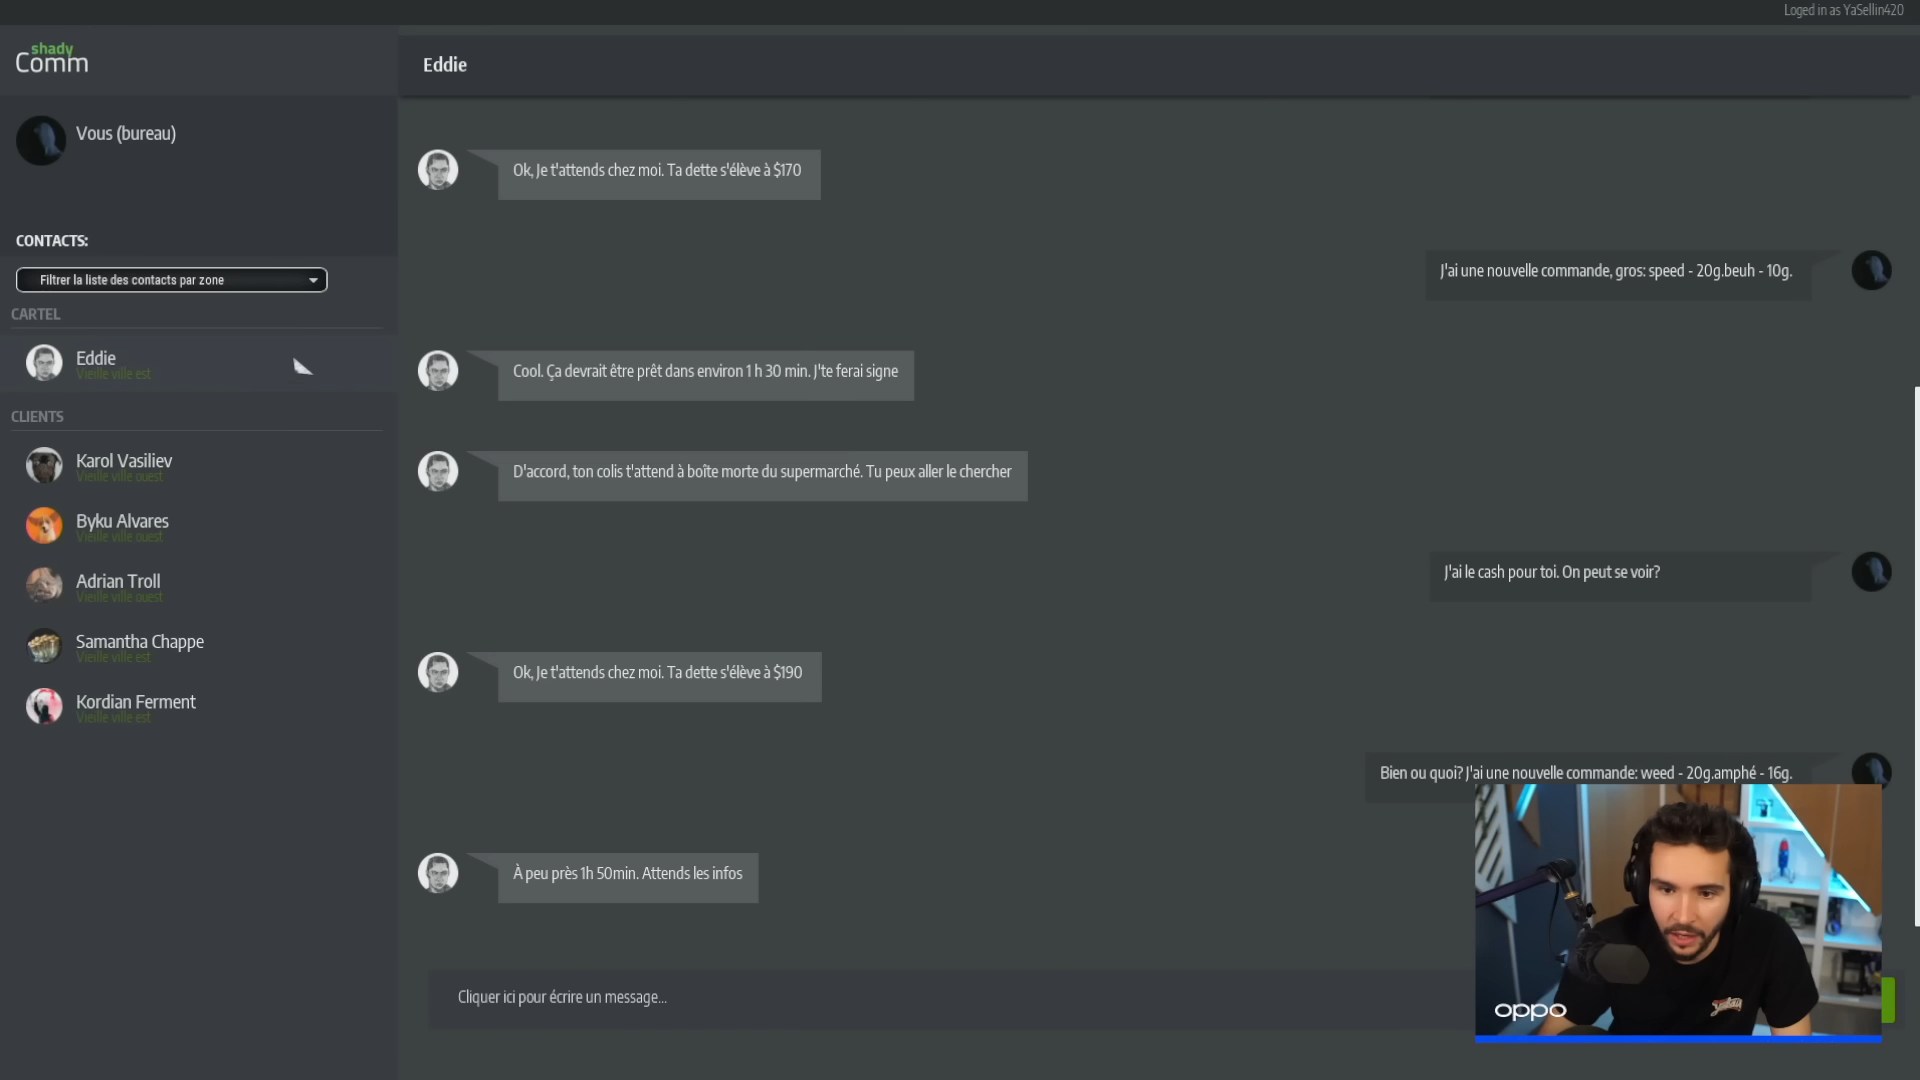 Loged in as YaSellin420
shady
Comm
Eddie
Vous (bureau)
CONTACTS:
Filtrer la liste des contacts par zone
CARTEL
Eddie
Vieille ville est
CLIENTS
Karol Vasiliev
Vieille ville ouest
Byku Alvares
Vieille ville ouest
Adrian Troll
Vieille ville ouest
Samantha Chappe
Vieille ville est
Kordian Ferment
Vieille ville est
Ok, Je t'attends chez moi. Ta dette s'élève à $170
J'ai une nouvelle commande, gros: speed - 20g.beuh - 10g.
Cool. Ça devrait être prêt dans environ 1 h 30 min. J'te ferai signe
D'accord, ton colis t'attend à boîte morte du supermarché. Tu peux aller le chercher
J'ai le cash pour toi. On peut se voir?
Ok, Je t'attends chez moi. Ta dette s'élève à $190
Bien ou quoi? J'ai une nouvelle commande: weed - 20g.amphé - 16g.
À peu près 1h 50min. Attends les infos
Cliquer ici pour écrire un message...
oppo